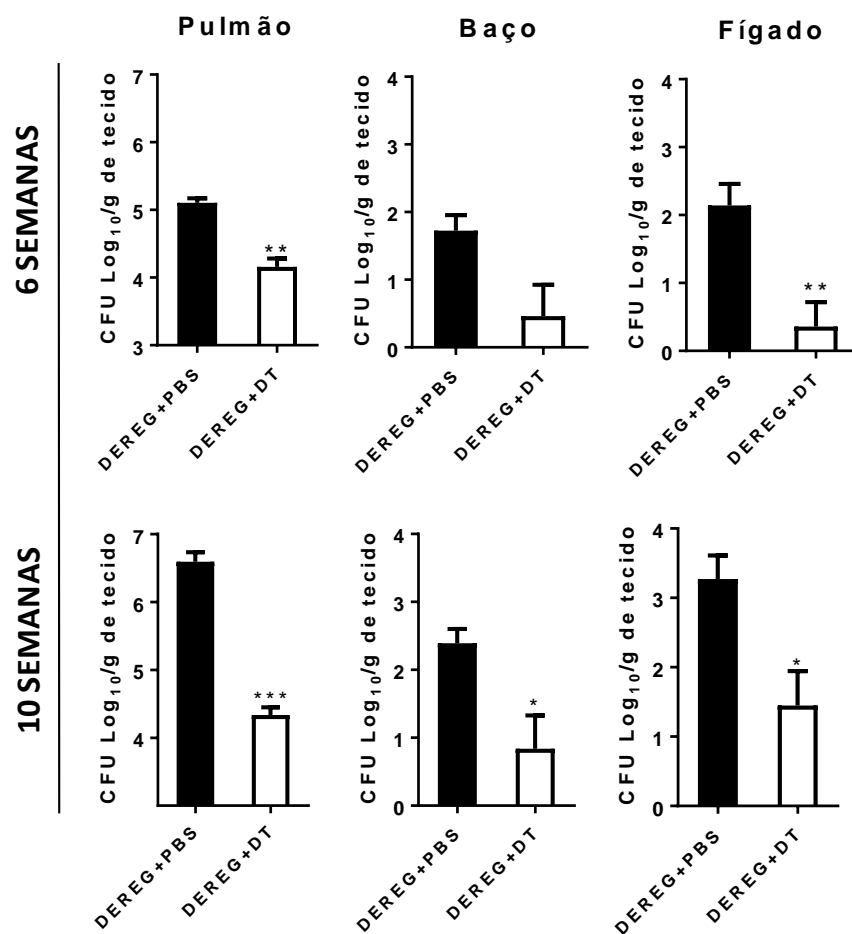 Pulmão
Baço
Fígado
6 SEMANAS
CFU Log10/g de tecido
7
6
5
4
3
**
DEREG+PBS
DEREG+DT
CFU Log10/g de tecido
4
3
2
1
0
DEREG+PBS
DEREG+DT
CFU Log10/g de tecido
4
3
2
1
0
**
DEREG+PBS
DEREG+DT
10 SEMANAS
CFU Log10/g de tecido
7
6
5
4
***
DEREG+PBS
DEREG+DT
CFU Log10/g de tecido
4
3
2
1
0
*
DEREG+PBS
DEREG+DT
CFU Log10/g de tecido
4
3
2
1
0
*
DEREG+PBS
DEREG+DT